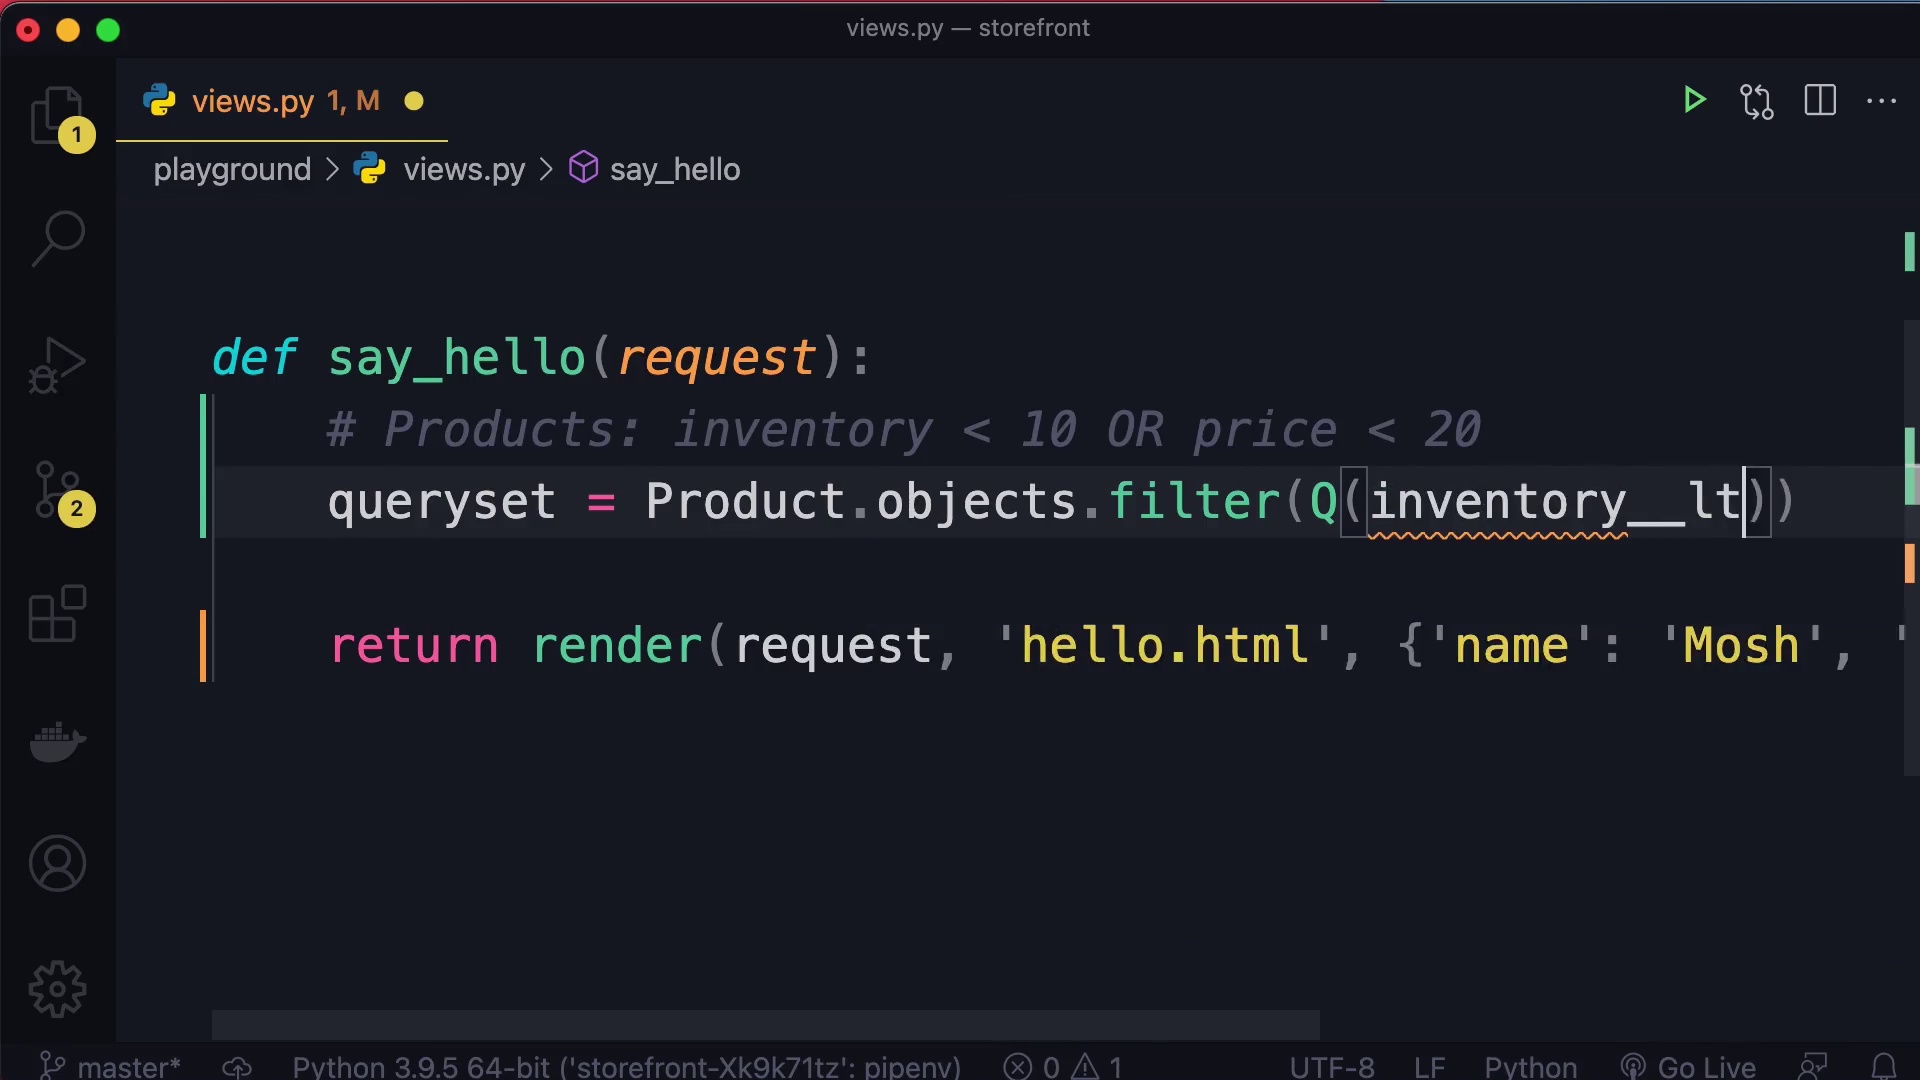 views.py — storefront
views.py 1, M
1
playground > views.py > say_hello
def say_hello(request):
# Products: inventory < 10 OR price < 20
queryset = Product.objects.filter(Q(inventory__lt))
2
return render(request, 'hello.html', {'name': 'Mosh', '
master* Python 3.9.5 64-bit ('storefront-Xk9k71tz': pipenv) 0 1 UTF-8 LF Python Go Live